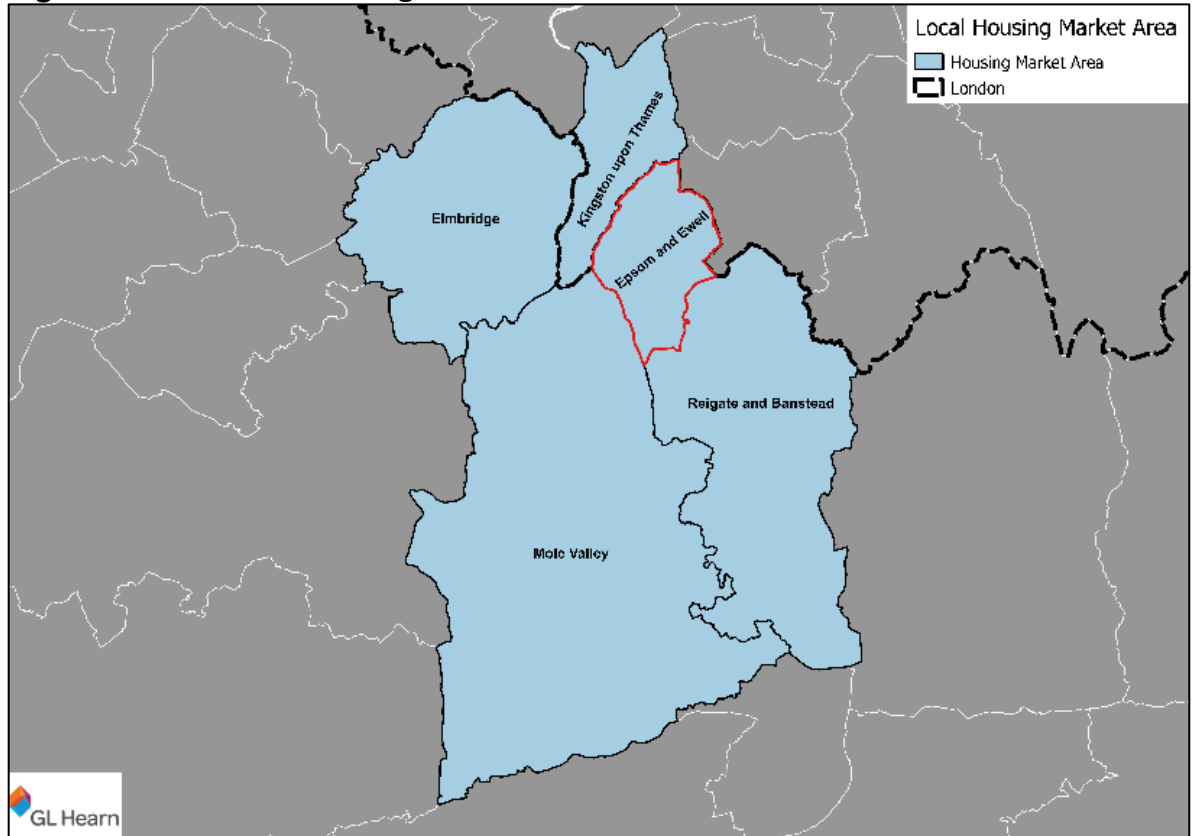 Local Housing Market Area
Housing Market Area
London
Kingston upon Thames
Elmbridge
Epsom and Ewell
Reigate and Banstead
Mole Valley
GL Hearn